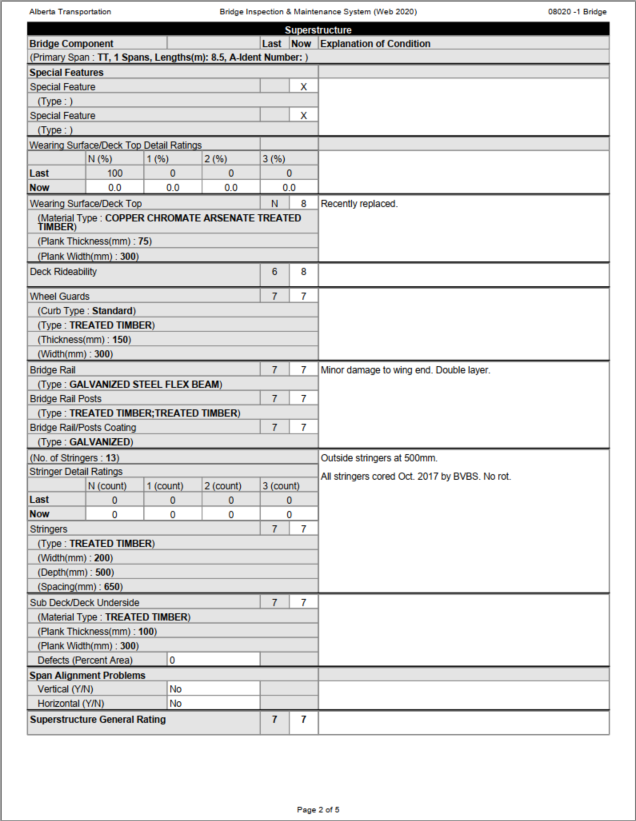 Alberta Transportation Bridge Inspection & Maintenance System (Web 2020) 08020 -1 Bridge
Superstructure
Bridge Component Last Now Explanation of Condition
(Primary Span : TT, 1 Spans, Lengths(m): 8.5, A-Ident Number: )
Special Features
Special Feature X
(Type : )
Special Feature X
(Type : )
Wearing Surface/Deck Top Detail Ratings
N (%) 1 (%) 2 (%) 3 (%)
Last 100 0 0 0
Now 0.0 0.0 0.0 0.0
Wearing Surface/Deck Top N 8 Recently replaced.
(Material Type : COPPER CHROMATE ARSENATE TREATED
TIMBER)
(Plank Thickness(mm) : 75)
(Plank Width(mm) : 300)
Deck Rideability 6 8
Wheel Guards 7 7
(Curb Type : Standard)
(Type : TREATED TIMBER)
(Thickness(mm) : 150)
(Width(mm) : 300)
Bridge Rail 7 7 Minor damage to wing end. Double layer.
(Type : GALVANIZED STEEL FLEX BEAM)
Bridge Rail Posts 7 7
(Type : TREATED TIMBER;TREATED TIMBER)
Bridge Rail/Posts Coating 7 7
(Type : GALVANIZED)
(No. of Stringers : 13) Outside stringers at 500mm.
Stringer Detail Ratings All stringers cored Oct. 2017 by BVBS. No rot.
N (count) 1 (count) 2 (count) 3 (count)
Last 0 0 0 0
Now 0 0 0 0
Stringers 7 7
(Type : TREATED TIMBER)
(Width(mm) : 200)
(Depth(mm) : 500)
(Spacing(mm) : 650)
Sub Deck/Deck Underside 7 7
(Material Type : TREATED TIMBER)
(Plank Thickness(mm) : 100)
(Plank Width(mm) : 300)
Defects (Percent Area) 0
Span Alignment Problems
Vertical (Y/N) No
Horizontal (Y/N) No
Superstructure General Rating 7 7
Page 2 of 5